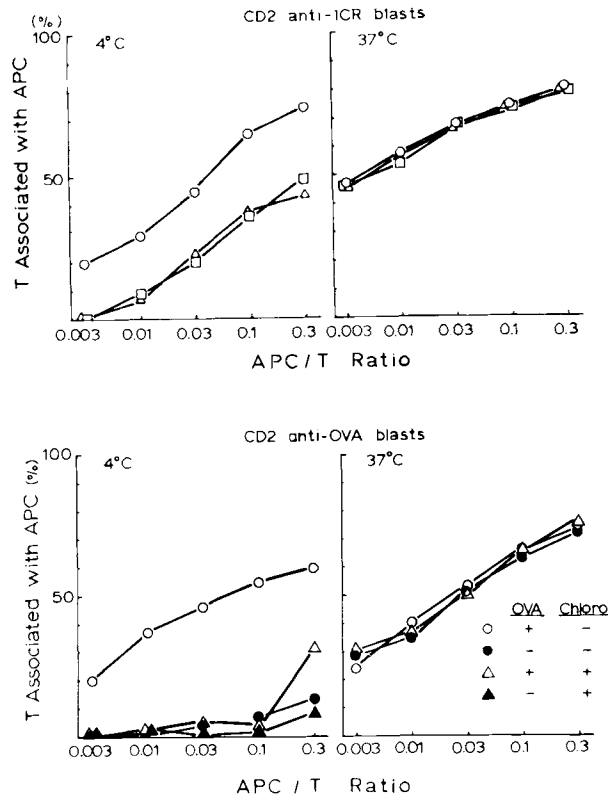 CD2 anti-ICR blasts
(%)
100
4°C
37°C
T Associated with APC
50
0.003 0.01 0.03 0.1 0.3
0.003 0.01 0.03 0.1 0.3
APC/T Ratio
CD2 anti-OVA blasts
100
4°C
37°C
T Associated with APC (%)
50
OVA Chloro
+ −
− −
+ +
− +
0.003 0.01 0.03 0.1 0.3
0.003 0.01 0.03 0.1 0.3
APC/T Ratio